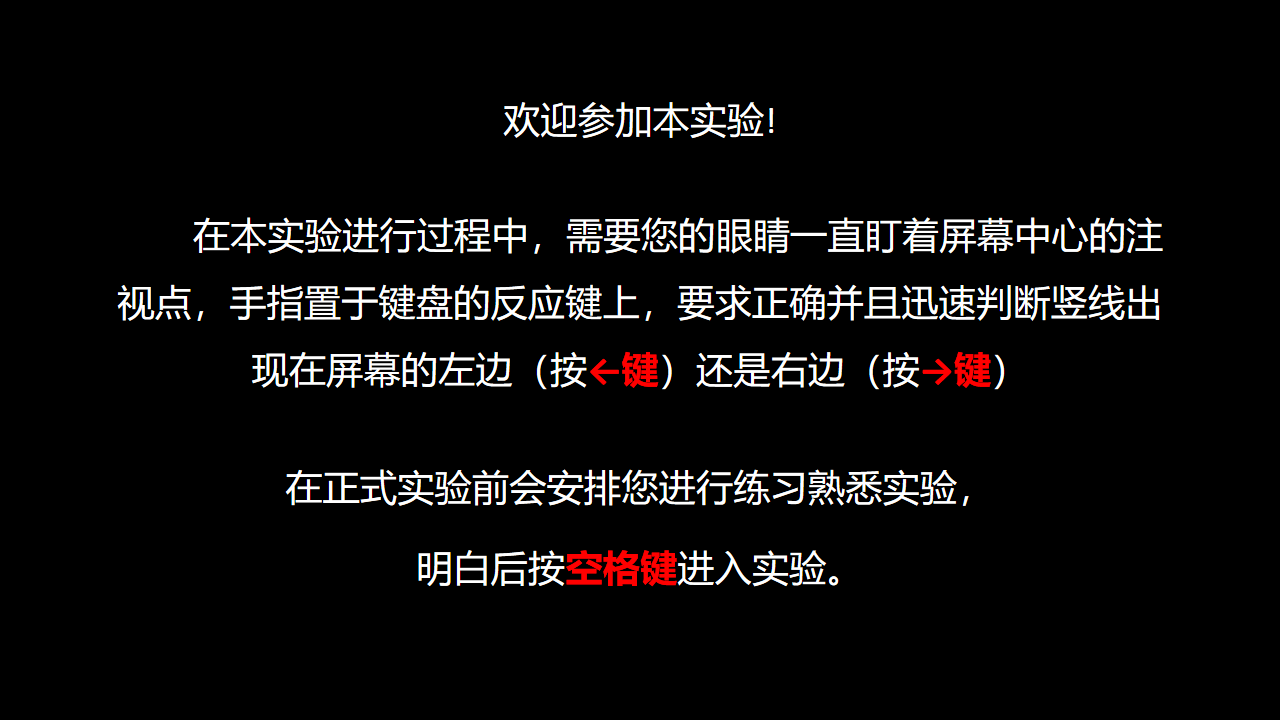 欢迎参加本实验!
在本实验进行过程中，需要您的眼睛一直盯着屏幕中心的注
视点，手指置于键盘的反应键上，要求正确并且迅速判断竖线出
现在屏幕的左边（按←键）还是右边（按→键）
在正式实验前会安排您进行练习熟悉实验，
明白后按空格键进入实验。